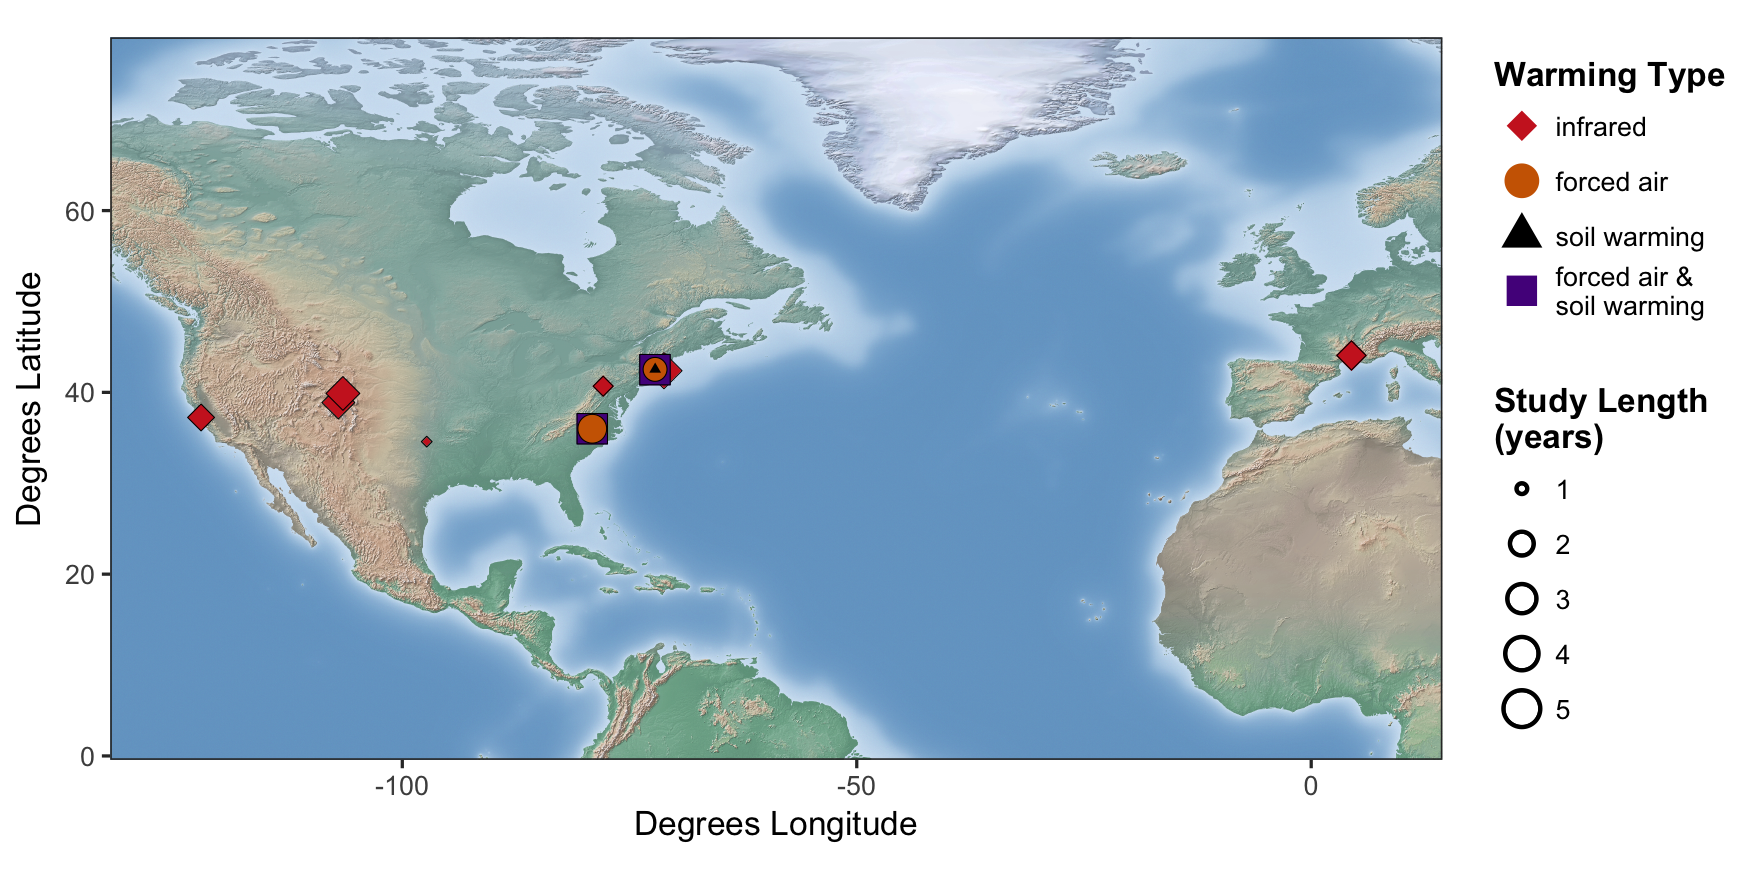 Warming Type
infrared
forced air
soil warming
forced air &
soil warming
Study Length
(years)
1
2
3
4
5
Degrees Latitude
60
40
20
0
-100
-50
0
Degrees Longitude